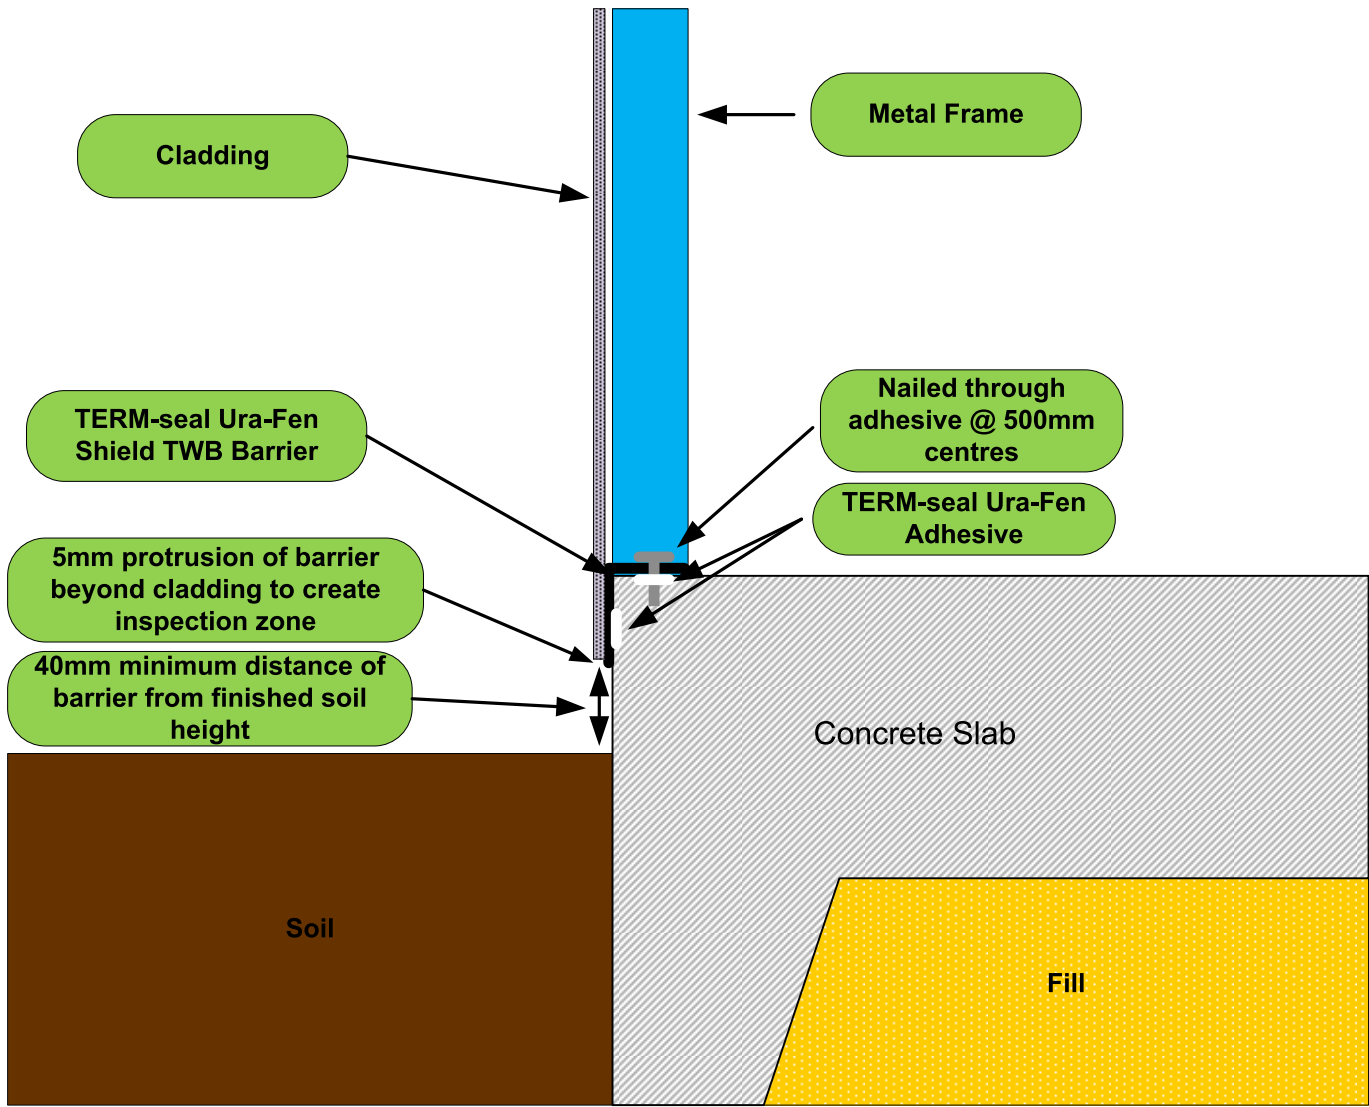 Metal Frame
Cladding
Nailed through
adhesive @ 500mm
centres
TERM-seal Ura-Fen
Shield TWB Barrier
TERM-seal Ura-Fen
Adhesive
5mm protrusion of barrier
beyond cladding to create
inspection zone
40mm minimum distance of
barrier from finished soil
height
Concrete Slab
Soil
Fill